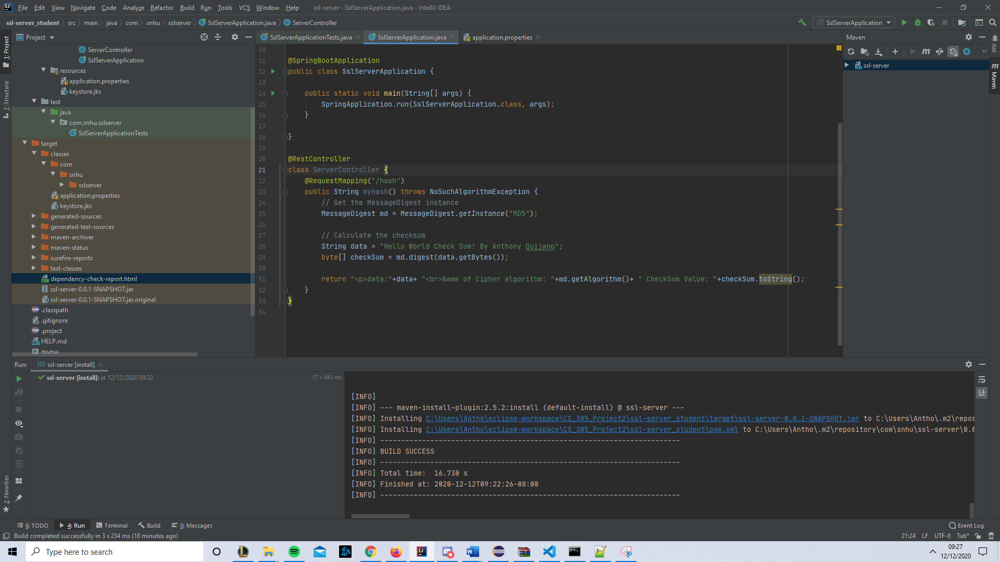 File Edit View Navigate Code Analyze Refactor Build Run Tools VCS Window Help ssl-server - SslServerApplication.java - IntelliJ IDEA
ssl-server_student src main java com snhu sslserver SslServerApplication.java ServerController
SslServerApplication
1: Project
7: Structure
2: Favorites
Project
ServerController
SslServerApplication
resources
application.properties
keystore.jks
test
java
com.snhu.sslserver
SslServerApplicationTests
target
classes
com
snhu
sslserver
application.properties
keystore.jks
generated-sources
generated-test-sources
maven-archiver
maven-status
surefire-reports
test-classes
dependency-check-report.html
ssl-server-0.0.1-SNAPSHOT.jar
ssl-server-0.0.1-SNAPSHOT.jar.original
.classpath
.gitignore
.project
HELP.md
mvnw
SslServerApplicationTests.java SslServerApplication.java application.properties
10
11 @SpringBootApplication
12 public class SslServerApplication {
13
14 public static void main(String[] args) {
15 SpringApplication.run(SslServerApplication.class, args);
16 }
17
18 }
19
20 @RestController
21 class ServerController {
22 @RequestMapping("/hash")
23 public String myHash() throws NoSuchAlgorithmException {
24 // Get the MessageDigest instance
25 MessageDigest md = MessageDigest.getInstance("MD5");
26
27 // Calculate the checksum
28 String data = "Hello World Check Sum! By Anthony Quijano";
29 byte[] checkSum = md.digest(data.getBytes());
30
31 return "<p>data:"+data+ "<br>Name of Cipher algorithm: "+md.getAlgorithm()+ " CheckSum Value: "+checkSum.toString();
32 }
33 }
34
Maven
ssl-server
Ant
Maven
Run: ssl-server [install]
ssl-server [install]: at 12/12/2020 09:22 17 s 943 ms
[INFO]
[INFO] --- maven-install-plugin:2.5.2:install (default-install) @ ssl-server ---
[INFO] Installing C:\Users\Antho\eclipse-workspace\CS_305_Project2\ssl-server_student\target\ssl-server-0.0.1-SNAPSHOT.jar to C:\Users\Antho\.m2\repos
[INFO] Installing C:\Users\Antho\eclipse-workspace\CS_305_Project2\ssl-server_student\pom.xml to C:\Users\Antho\.m2\repository\com\snhu\ssl-server\0.0
[INFO] ------------------------------------------------------------------------
[INFO] BUILD SUCCESS
[INFO] ------------------------------------------------------------------------
[INFO] Total time: 16.730 s
[INFO] Finished at: 2020-12-12T09:22:26-08:00
[INFO] ------------------------------------------------------------------------
6: TODO 4: Run Terminal Build 0: Messages Event Log
Build completed successfully in 3 s 234 ms (18 minutes ago) 21:24 LF UTF-8 Tab*
Type here to search
09:27
12/12/2020